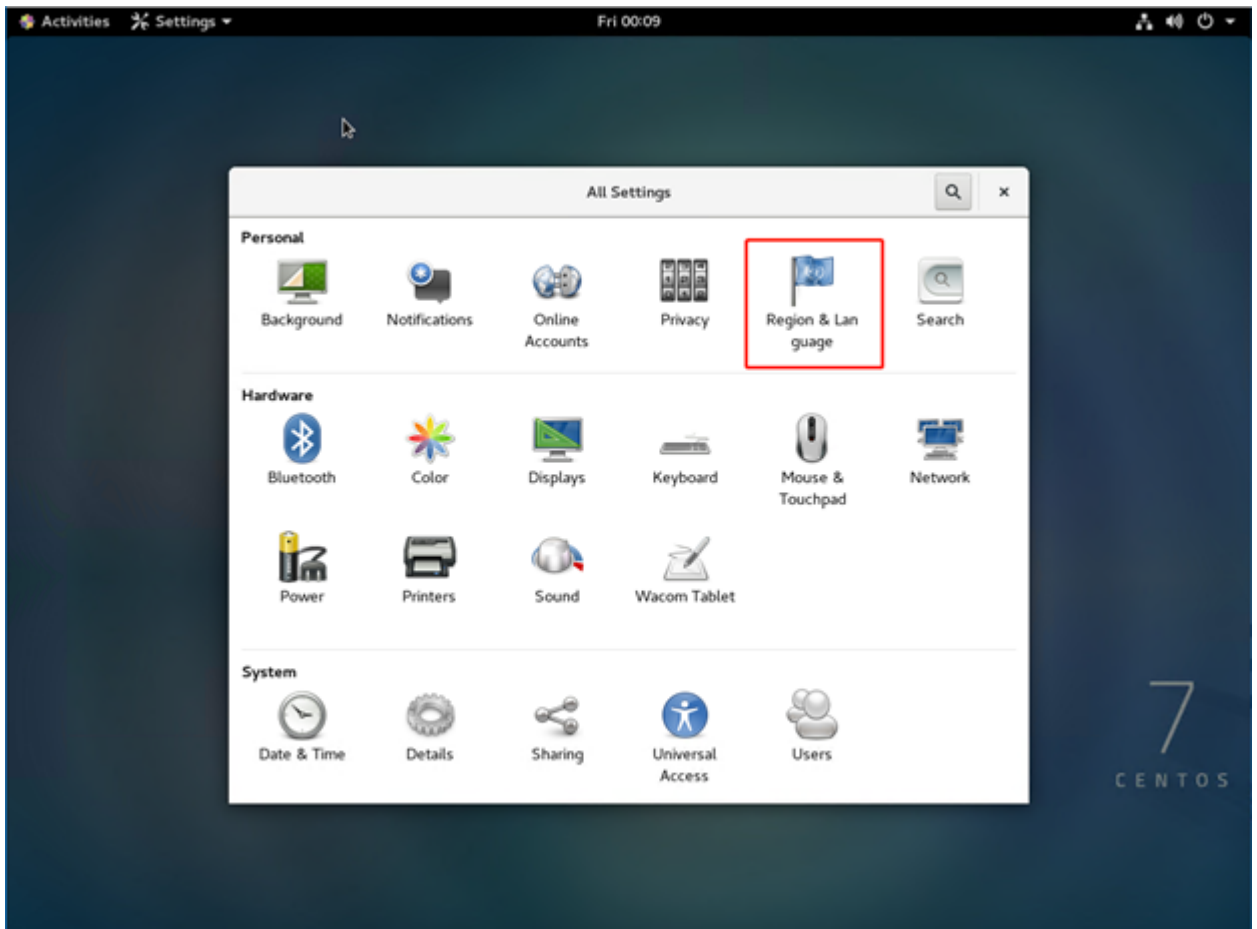 Activities Settings Fri 00:09
All Settings
Personal
Background Notifications Online Privacy Region & Lan Search
Accounts guage
Hardware
Bluetooth Color Displays Keyboard Mouse & Network
Touchpad
Power Printers Sound Wacom Tablet
System
Date & Time Details Sharing Universal Users
Access
7
CENTOS